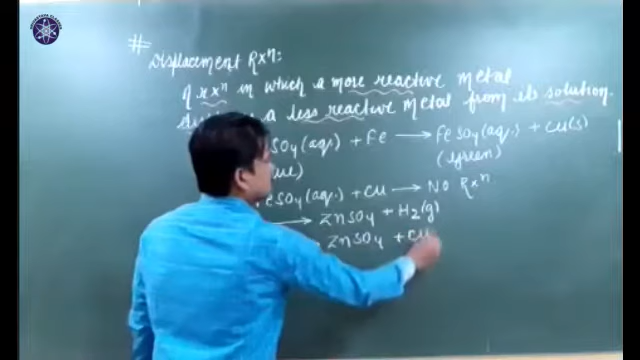 # Displacement Rxⁿ:
A rxⁿ in which a more reactive metal
a less reactive metal from its solution.
SO₄(aq.) + Fe → FeSO₄(aq.) + Cu(s)
(Green)
eSO₄(aq.) + Cu → NO Rxⁿ
→ ZnSO₄ + H₂(g)
ZnSO₄ + Cu